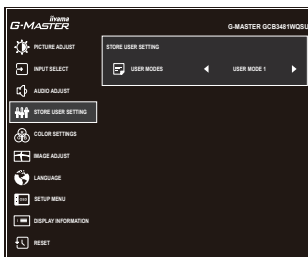 iiyama
G-MASTER
G-MASTER GCB3481WQSU
PICTURE ADJUST
STORE USER SETTING
INPUT SELECT
USER MODES
USER MODE 1
AUDIO ADJUST
STORE USER SETTING
COLOR SETTINGS
IMAGE ADJUST
LANGUAGE
SETUP MENU
DISPLAY INFORMATION
RESET